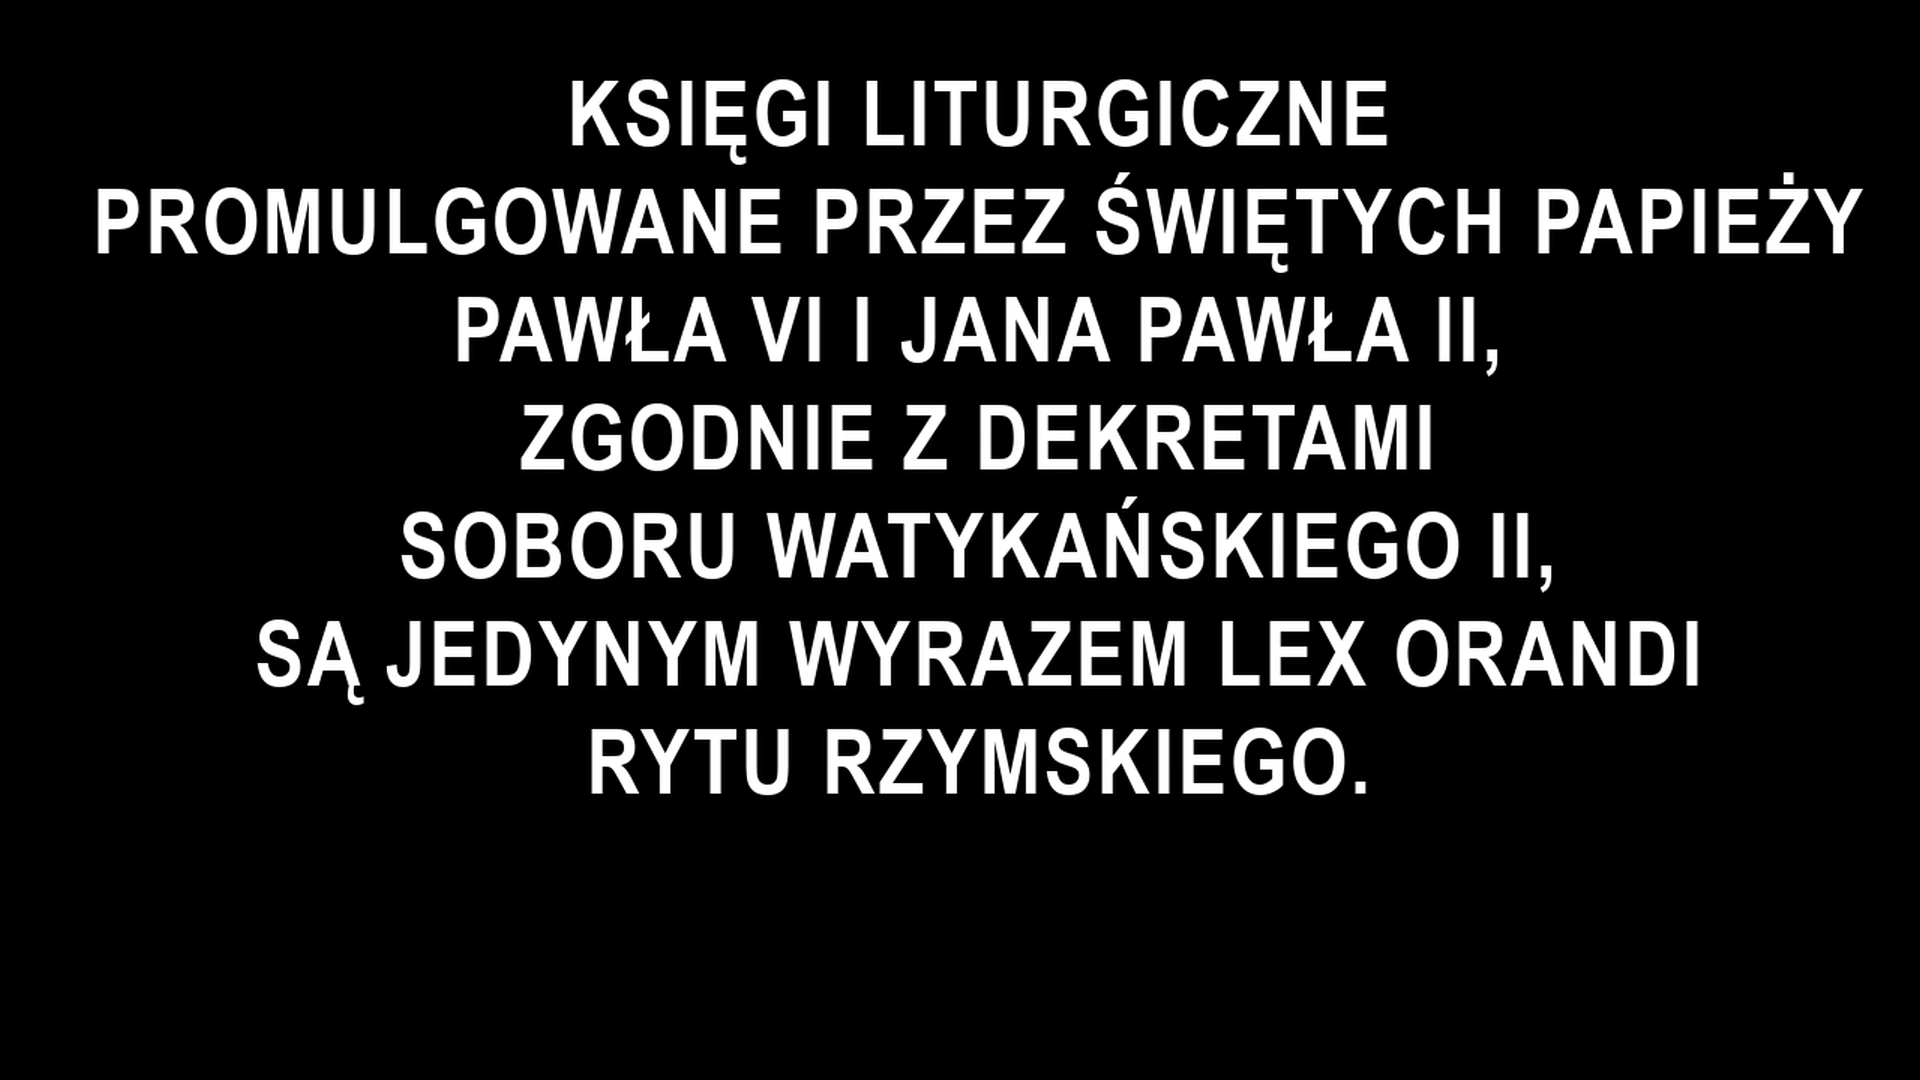 KSIĘGI LITURGICZNE
PROMULGOWANE PRZEZ ŚWIĘTYCH PAPIEŻY
PAWŁA VI I JANA PAWŁA II,
ZGODNIE Z DEKRETAMI
SOBORU WATYKAŃSKIEGO II,
SĄ JEDYNYM WYRAZEM LEX ORANDI
RYTU RZYMSKIEGO.